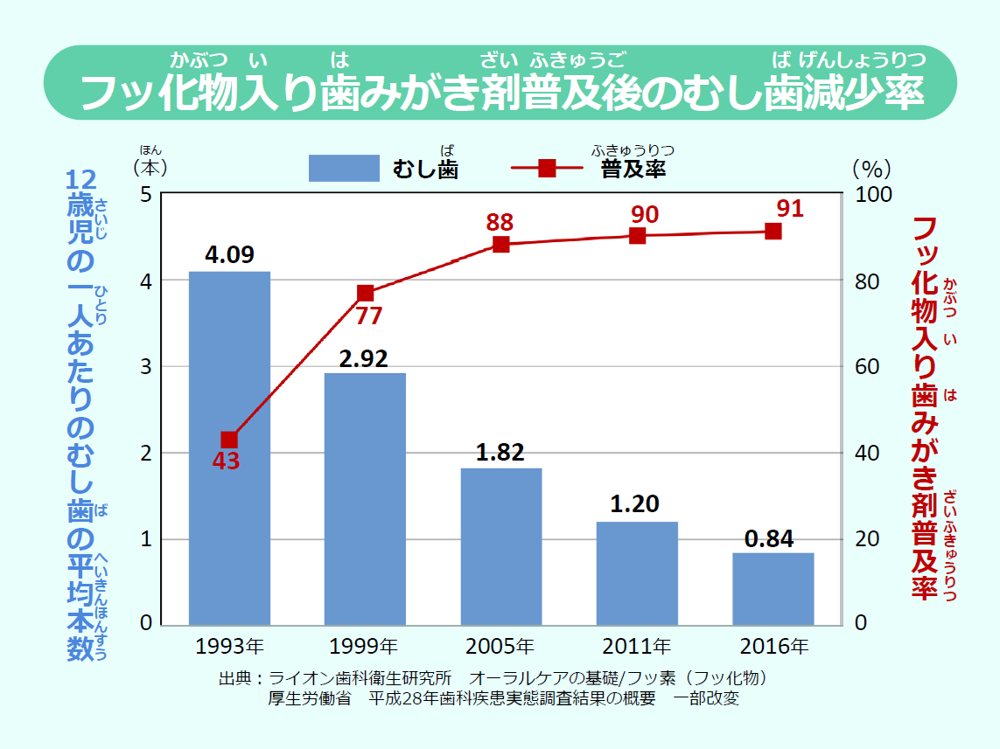 かぶつ い は ざい ふきゅうご ば げんしょうりつ
フッ化物入り歯みがき剤普及後のむし歯減少率
ほん
（本）
ば
むし歯
ふきゅうりつ
普及率
（%）
12歳児の一人あたりのむし歯の平均本数
さいじ ひとり ば へいきんほんすう
5
4
3
2
1
0
4.09
2.92
1.82
1.20
0.84
43
77
88
90
91
100
80
60
40
20
0
フッ化物入り歯みがき剤普及率
かぶつ い は ざいふきゅうりつ
1993年 1999年 2005年 2011年 2016年
出典：ライオン歯科衛生研究所　オーラルケアの基礎/フッ素（フッ化物）
厚生労働省　平成28年歯科疾患実態調査結果の概要　一部改変